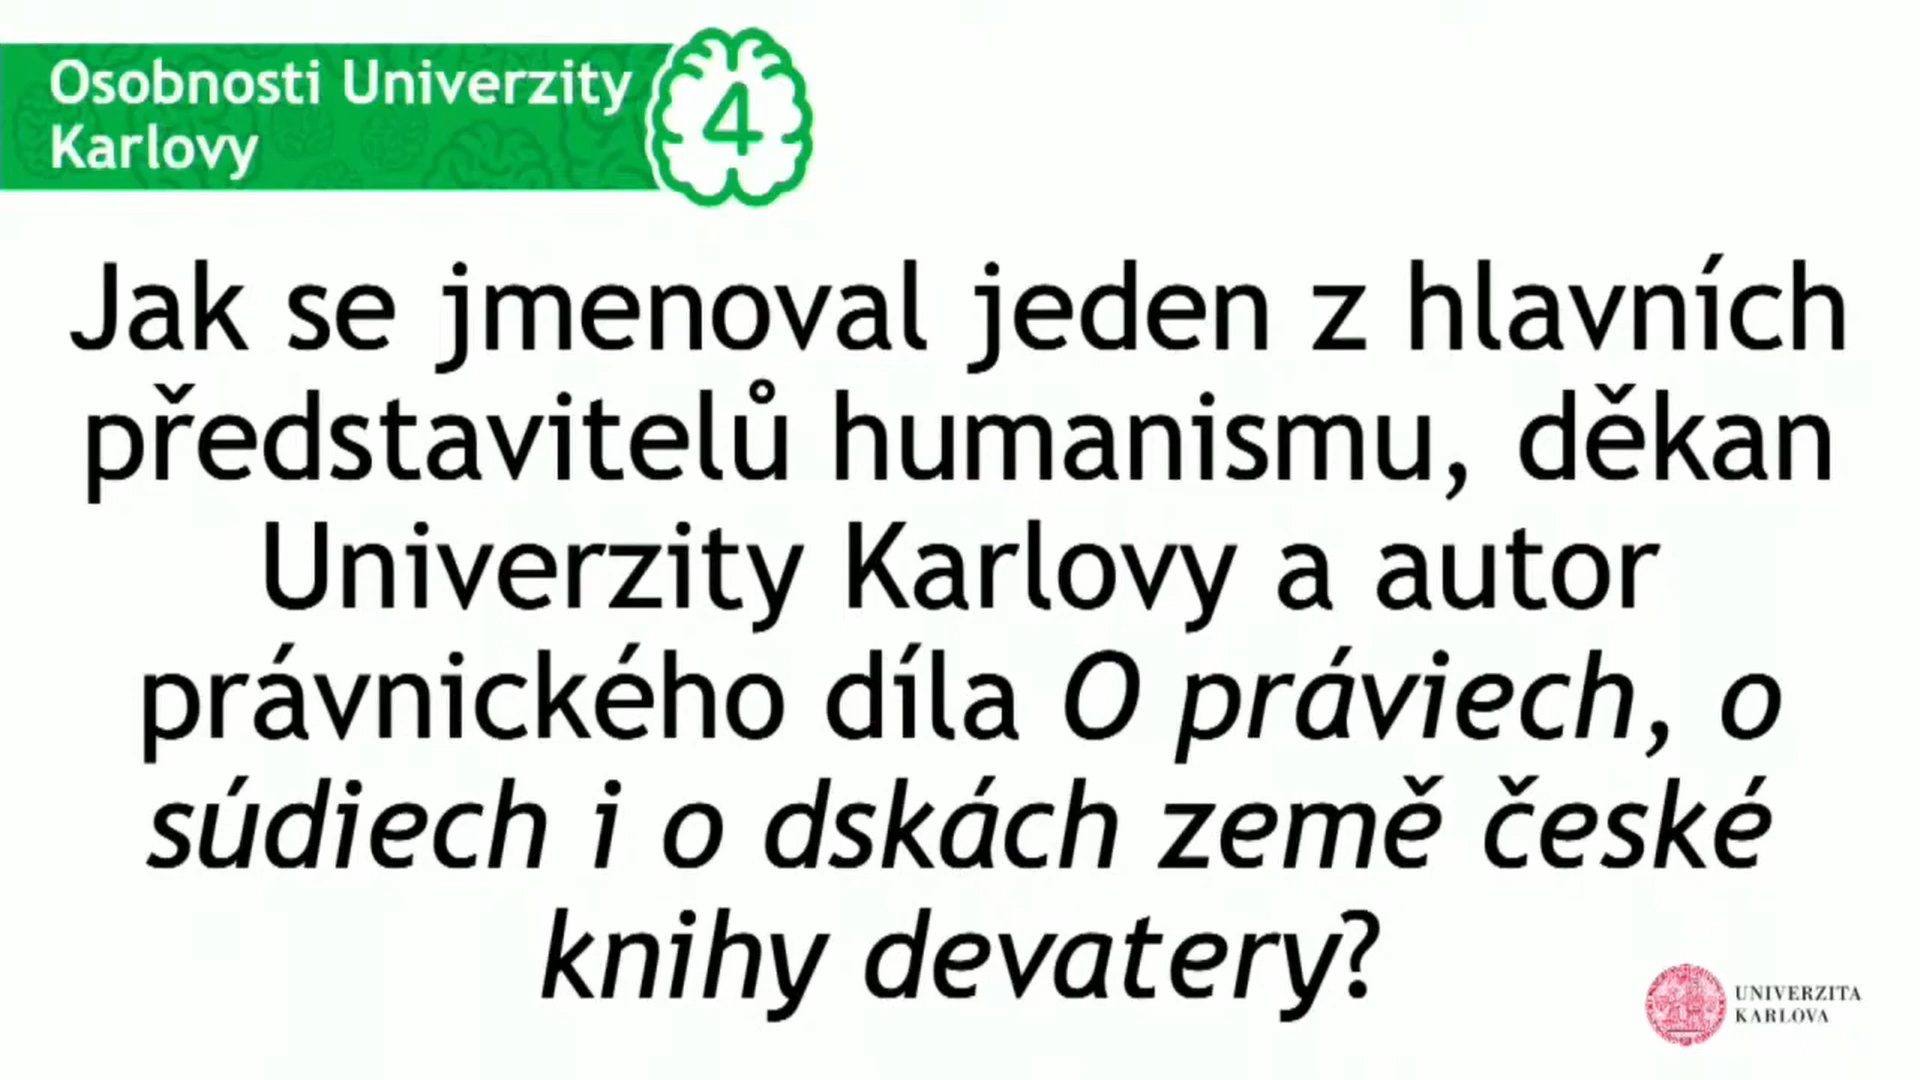 Osobnosti Univerzity
Karlovy
4
Jak se jmenoval jeden z hlavních
představitelů humanismu, děkan
Univerzity Karlovy a autor
právnického díla O práviech, o
súdiech i o dskách země české
knihy devatery?
UNIVERZITA
KARLOVA